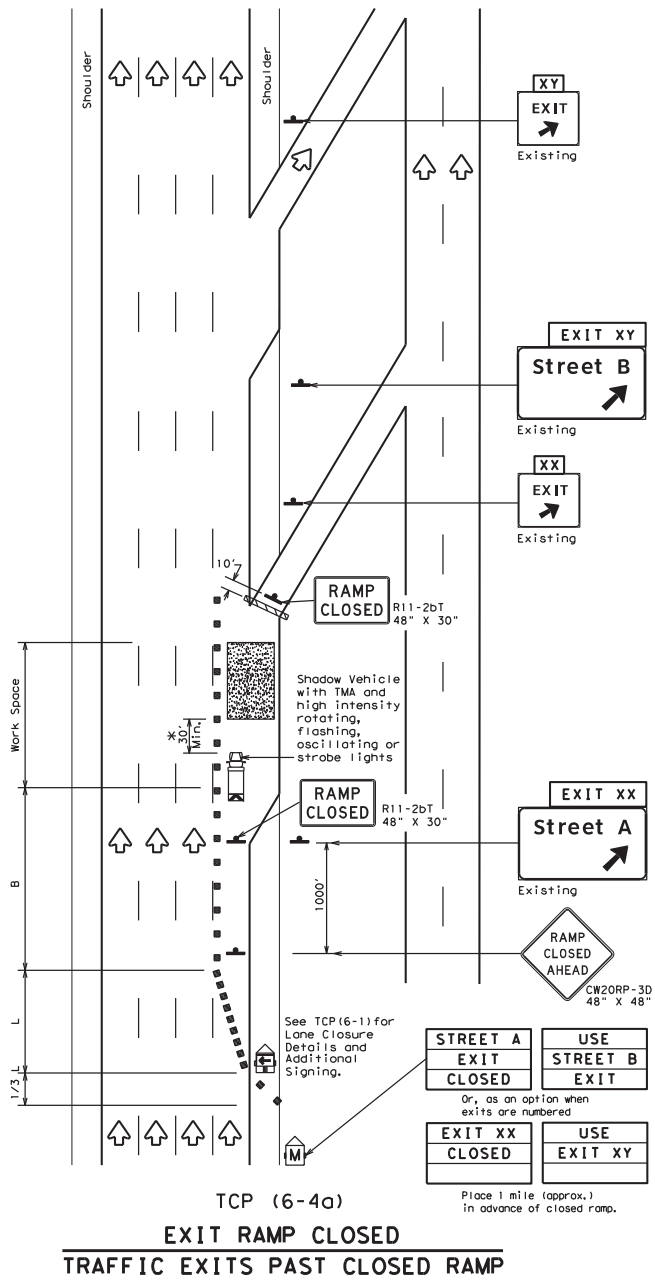 Shoulder
Shoulder
XY
EXIT
Existing
EXIT XY
Street B
Existing
XX
EXIT
Existing
10'
RAMP
CLOSED
R11-2bT
48" X 30"
Work Space
*
30'
Min.
Shadow Vehicle
with TMA and
high intensity
rotating,
flashing,
oscillating or
strobe lights
RAMP
CLOSED
R11-2bT
48" X 30"
EXIT XX
Street A
Existing
B
1000'
RAMP
CLOSED
AHEAD
CW20RP-3D
48" X 48"
L
1/3 L
See TCP(6-1)for
Lane Closure
Details and
Additional
Signing.
STREET A
EXIT
CLOSED
USE
STREET B
EXIT
Or, as an option when
exits are numbered
EXIT XX
CLOSED
USE
EXIT XY
M
Place 1 mile (approx.)
in advance of closed ramp.
TCP (6-4a)
EXIT RAMP CLOSED
TRAFFIC EXITS PAST CLOSED RAMP